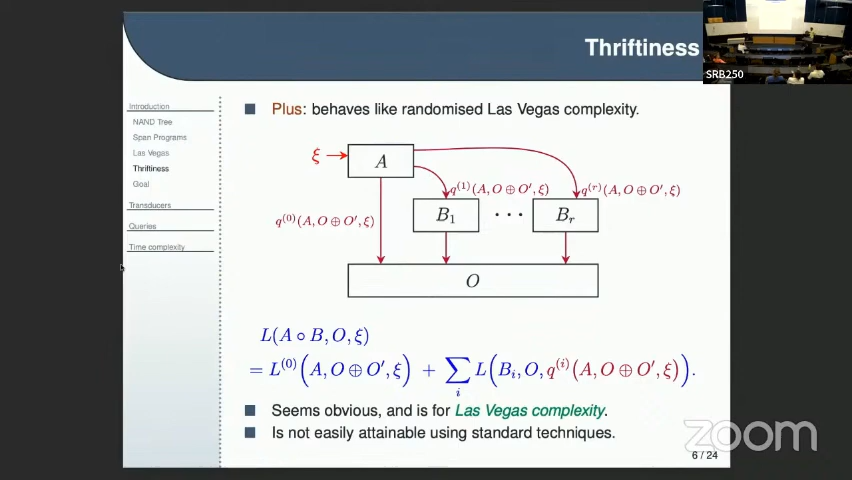 Thriftiness
SRB250
Introduction
NAND Tree
Span Programs
Las Vegas
Thriftiness
Goal
Transducers
Queries
Time complexity
Plus: behaves like randomised Las Vegas complexity.
ξ
A
q^{(1)}(A, O ⊕ O′, ξ)
q^{(r)}(A, O ⊕ O′, ξ)
q^{(0)}(A, O ⊕ O′, ξ)
B_1
···
B_r
O
L(A ∘ B, O, ξ)
= L^{(0)}(A, O ⊕ O′, ξ) + ∑_i L(B_i, O, q^{(i)}(A, O ⊕ O′, ξ)).
Seems obvious, and is for Las Vegas complexity.
Is not easily attainable using standard techniques.
zoom
6 / 24